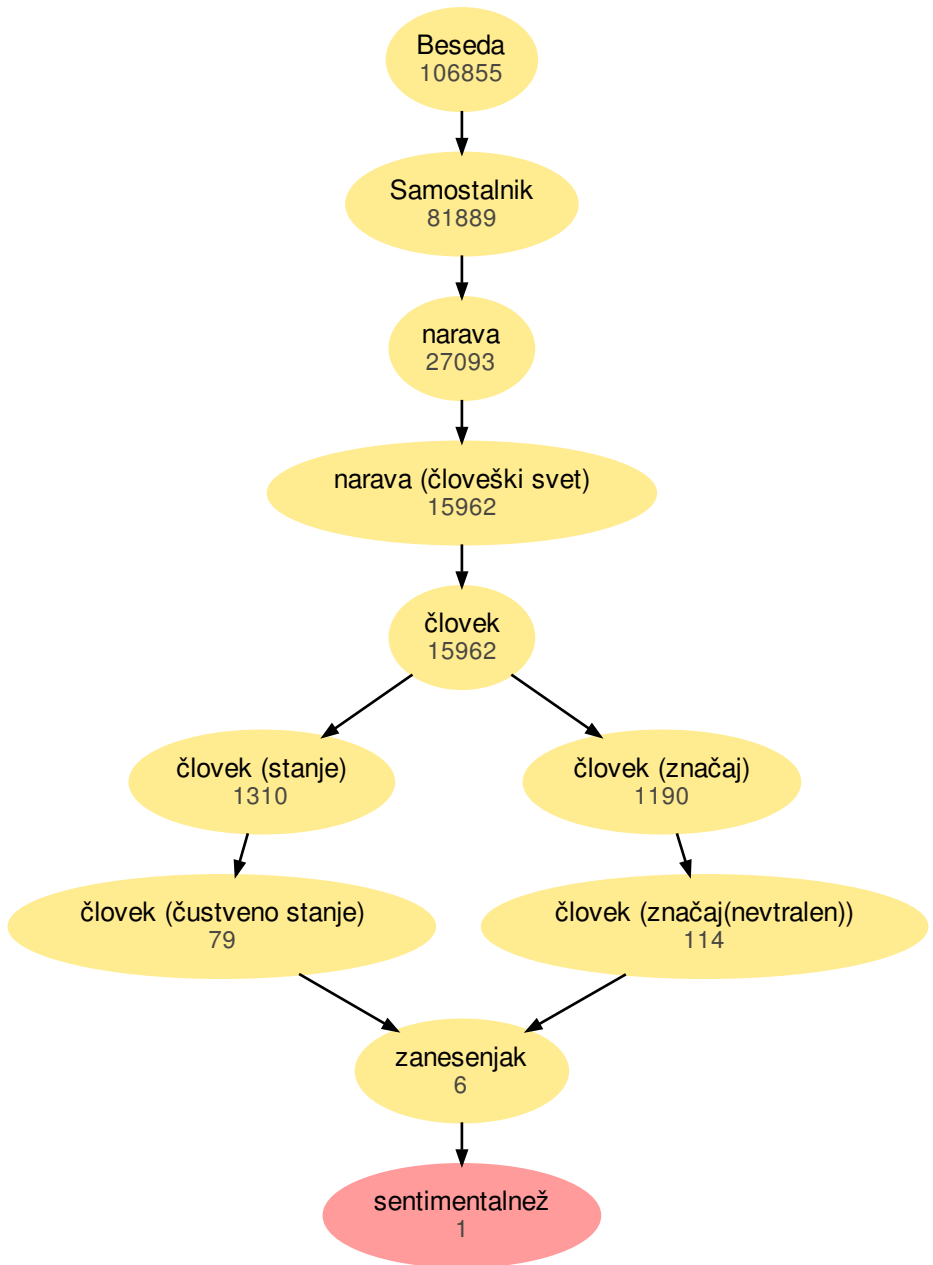 Beseda
106855
Samostalnik
81889
narava
27093
narava (človeški svet)
15962
človek
15962
človek (stanje)
1310
človek (značaj)
1190
človek (čustveno stanje)
79
človek (značaj(nevtralen))
114
zanesenjak
6
sentimentalnež
1